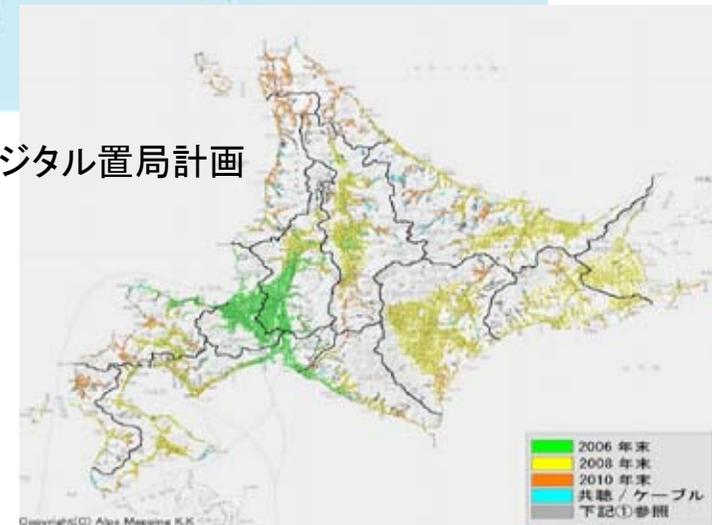 ジタル置局計画
2006 年末
2008 年末
2010 年末
共聴 / ケーブル
下記①参照
Copyright(C) Alps Mapping K.K.